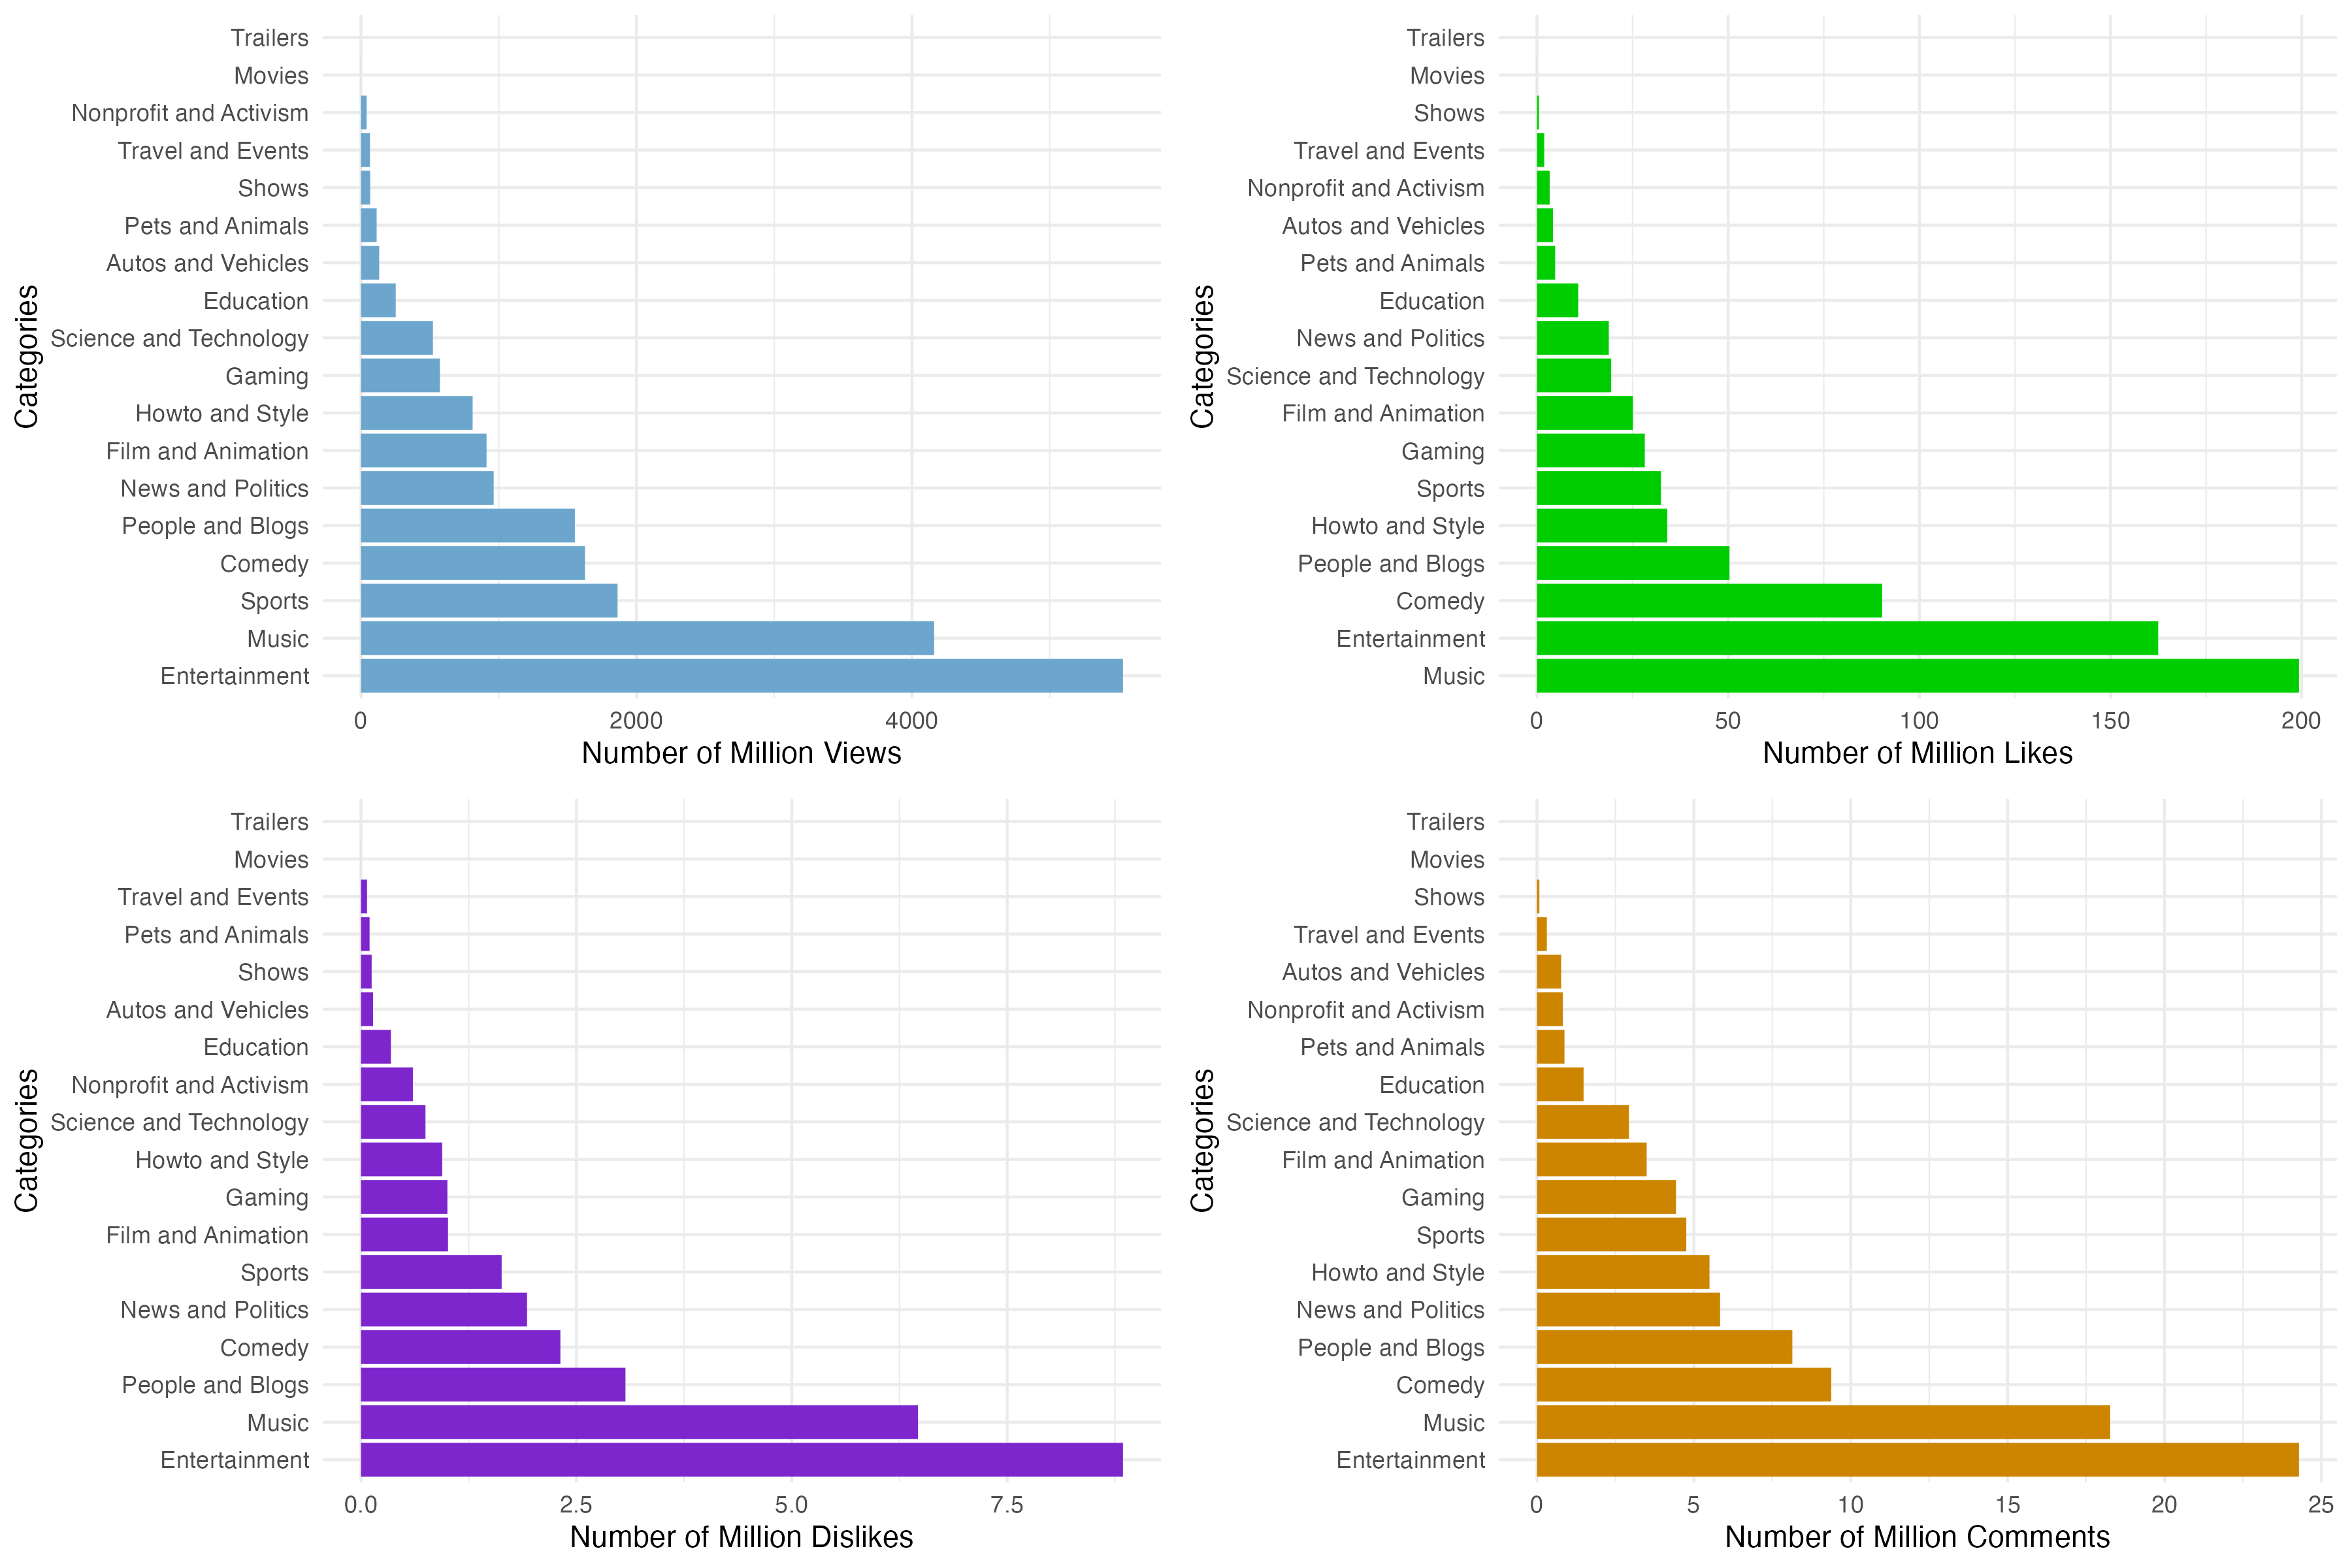 Categories
Trailers
Movies
Nonprofit and Activism
Travel and Events
Shows
Pets and Animals
Autos and Vehicles
Education
Science and Technology
Gaming
Howto and Style
Film and Animation
News and Politics
People and Blogs
Comedy
Sports
Music
Entertainment
0 2000 4000
Number of Million Views
Categories
Trailers
Movies
Shows
Travel and Events
Nonprofit and Activism
Autos and Vehicles
Pets and Animals
Education
News and Politics
Science and Technology
Film and Animation
Gaming
Sports
Howto and Style
People and Blogs
Comedy
Entertainment
Music
0 50 100 150 200
Number of Million Likes
Categories
Trailers
Movies
Travel and Events
Pets and Animals
Shows
Autos and Vehicles
Education
Nonprofit and Activism
Science and Technology
Howto and Style
Gaming
Film and Animation
Sports
News and Politics
Comedy
People and Blogs
Music
Entertainment
0.0 2.5 5.0 7.5
Number of Million Dislikes
Categories
Trailers
Movies
Shows
Travel and Events
Autos and Vehicles
Nonprofit and Activism
Pets and Animals
Education
Science and Technology
Film and Animation
Gaming
Sports
Howto and Style
News and Politics
People and Blogs
Comedy
Music
Entertainment
0 5 10 15 20 25
Number of Million Comments